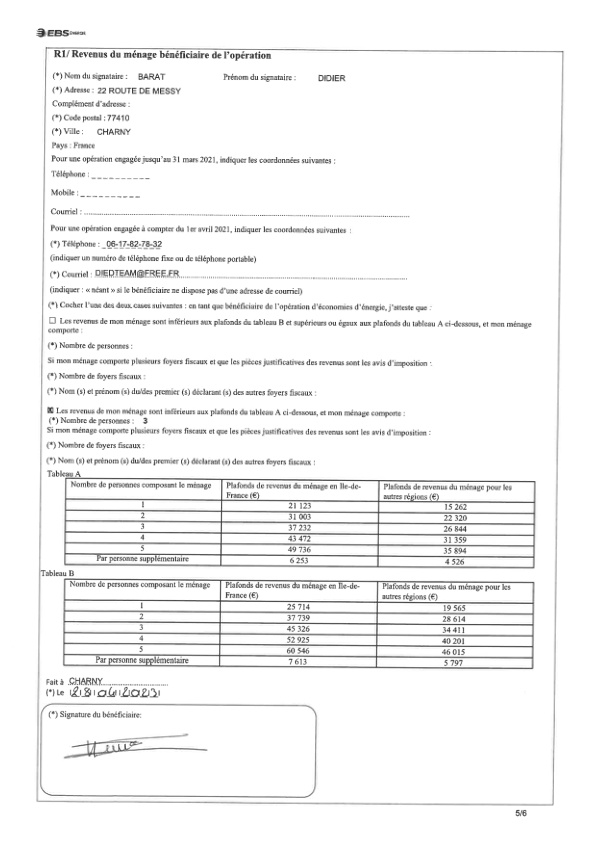 EBS ENERGIE
R1/ Revenus du ménage bénéficiaire de l'opération
(*) Nom du signataire : BARAT Prénom du signataire : DIDIER
(*) Adresse : 22 ROUTE DE MESSY
Complément d'adresse :
(*) Code postal : 77410
(*) Ville : CHARNY
Pays : France
Pour une opération engagée jusqu'au 31 mars 2021, indiquer les coordonnées suivantes :
Téléphone : _ _ _ _ _ _ _ _ _ _
Mobile : _ _ _ _ _ _ _ _ _ _
Courriel : ........................................
Pour une opération engagée à compter du 1er avril 2021, indiquer les coordonnées suivantes :
(*) Téléphone : 06-17-82-78-32
(indiquer un numéro de téléphone fixe ou de téléphone portable)
(*) Courriel : DIEDTEAM@FREE.FR
(indiquer : « néant » si le bénéficiaire ne dispose pas d'une adresse de courriel)
(*) Cocher l'une des deux cases suivantes : en tant que bénéficiaire de l'opération d'économies d'énergie, j'atteste que :
☐ Les revenus de mon ménage sont inférieurs aux plafonds du tableau B et supérieurs ou égaux aux plafonds du tableau A ci-dessous, et mon ménage
comporte :
(*) Nombre de personnes :
Si mon ménage comporte plusieurs foyers fiscaux et que les pièces justificatives des revenus sont les avis d'imposition :
(*) Nombre de foyers fiscaux :
(*) Nom (s) et prénom (s) du/des premier (s) déclarant (s) des autres foyers fiscaux :
☒ Les revenus de mon ménage sont inférieurs aux plafonds du tableau A ci-dessous, et mon ménage comporte :
(*) Nombre de personnes : 3
Si mon ménage comporte plusieurs foyers fiscaux et que les pièces justificatives des revenus sont les avis d'imposition :
(*) Nombre de foyers fiscaux :
(*) Nom (s) et prénom (s) du/des premier (s) déclarant (s) des autres foyers fiscaux :
Tableau A
Nombre de personnes composant le ménage Plafonds de revenus du ménage en Ile-de-France (€) Plafonds de revenu du ménage pour les autres régions (€)
1 21 123 15 262
2 31 003 22 320
3 37 232 26 844
4 43 472 31 359
5 49 736 35 894
Par personne supplémentaire 6 253 4 526
Tableau B
Nombre de personnes composant le ménage Plafonds de revenu du ménage en Ile-de-France (€) Plafonds de revenu du ménage pour les autres régions (€)
1 25 714 19 565
2 37 739 28 614
3 45 326 34 411
4 52 925 40 201
5 60 546 46 015
Par personne supplémentaire 7 613 5 797
Fait à CHARNY
(*) Le |2|8|0|4|2|0|2|3|
(*) Signature du bénéficiaire:
5/6